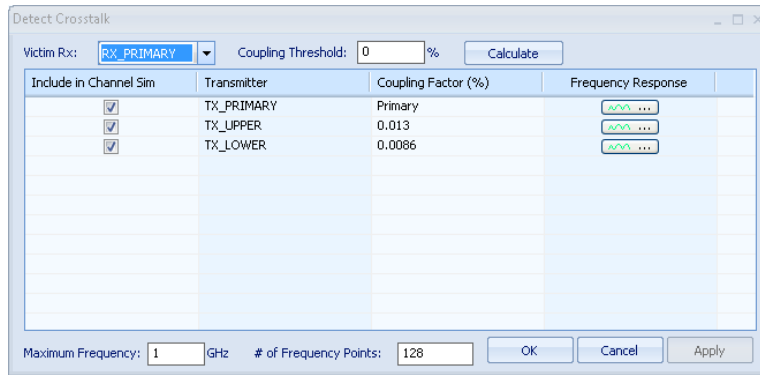 Detect Crosstalk
Victim Rx: RX_PRIMARY Coupling Threshold: 0 % Calculate
Include in Channel Sim Transmitter Coupling Factor (%) Frequency Response
TX_PRIMARY Primary ...
TX_UPPER 0.013 ...
TX_LOWER 0.0086 ...
Maximum Frequency: 1 GHz # of Frequency Points: 128 OK Cancel Apply